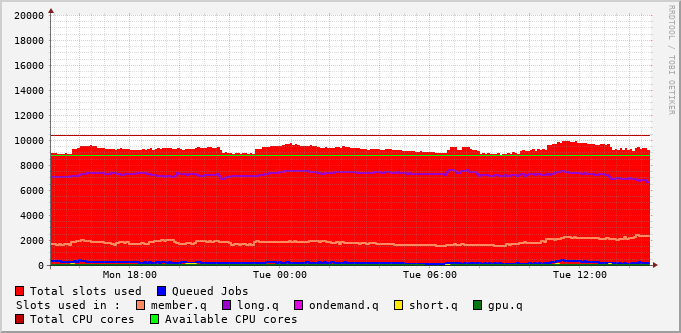 RRDTOOL / TOBI OETIKER
20000
18000
16000
14000
12000
10000
8000
6000
4000
2000
0
Mon 18:00 Tue 00:00 Tue 06:00 Tue 12:00
Total slots used Queued Jobs
Slots used in : member.q long.q ondemand.q short.q gpu.q
Total CPU cores Available CPU cores